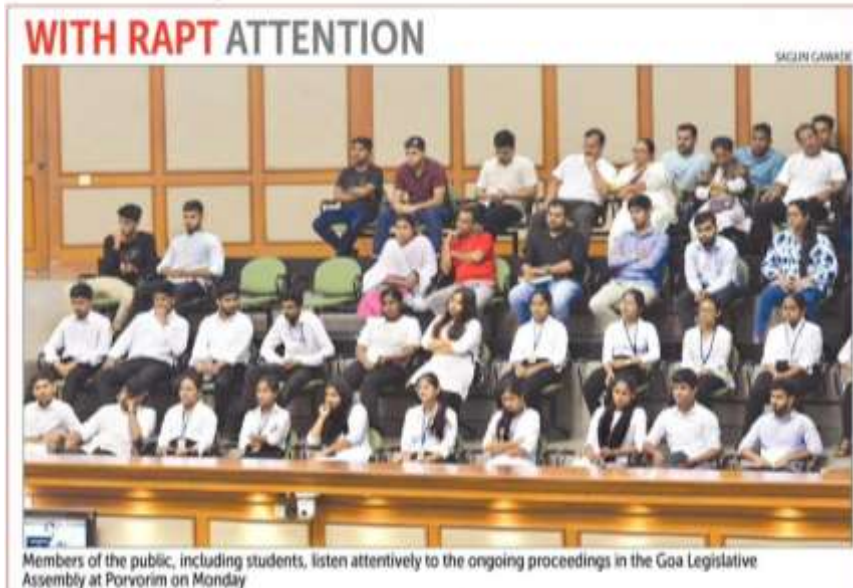 WITH RAPT ATTENTION
SAGUN GAWADE
Members of the public, including students, listen attentively to the ongoing proceedings in the Goa Legislative
Assembly at Porvorim on Monday